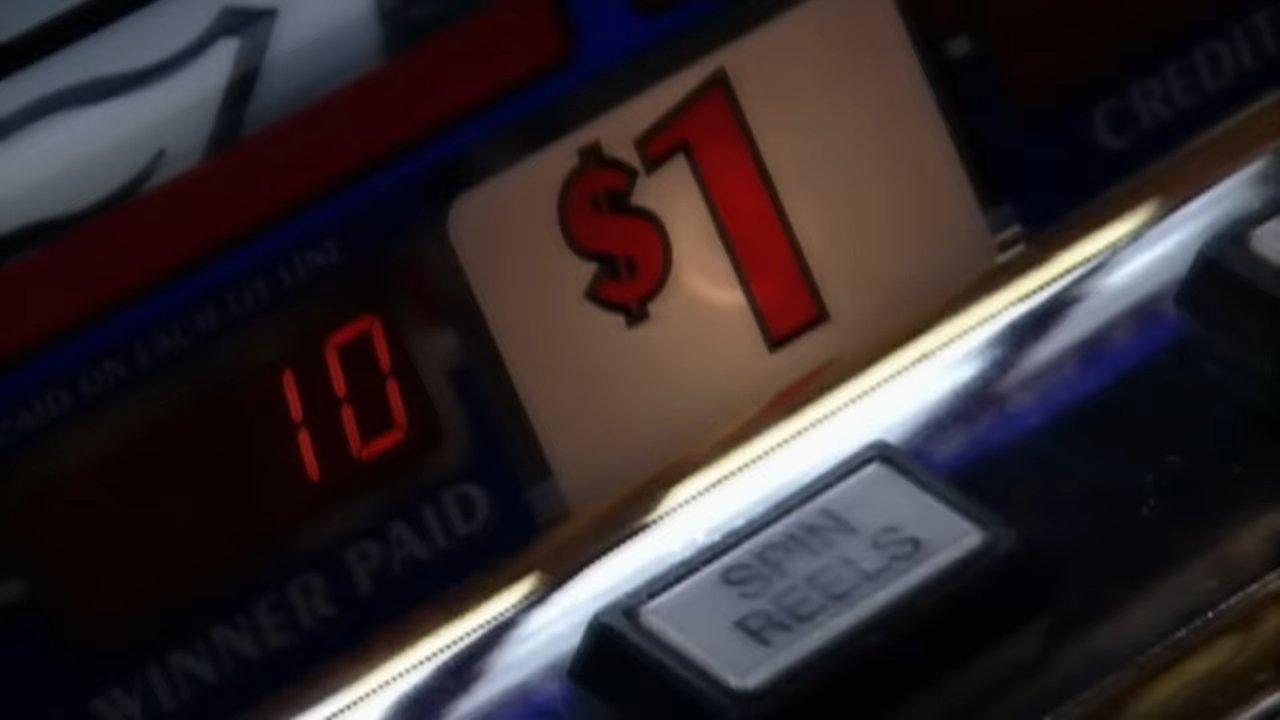 $1
CREDIT
PAID ON EACH LIT LINE
10
WINNER PAID
SPIN
REELS